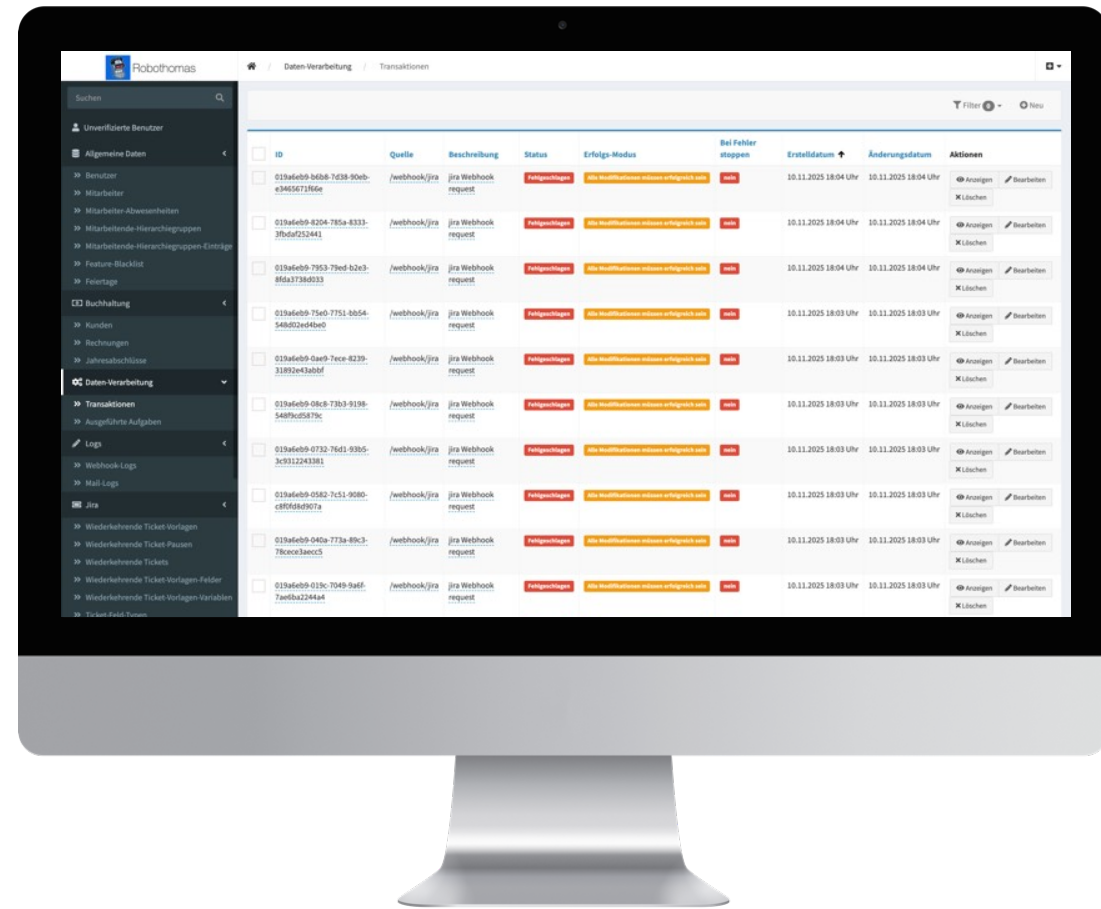 Robothomas
/ Daten-Verarbeitung / Transaktionen
Suchen
Filter 0
Neu
Unverifizierte Benutzer
Allgemeine Daten
Benutzer
Mitarbeiter
Mitarbeiter-Abwesenheiten
Mitarbeitende-Hierarchiegruppen
Mitarbeitende-Hierarchiegruppen-Einträge
Feature-Blacklist
Feiertage
Buchhaltung
Kunden
Rechnungen
Jahresabschlüsse
Daten-Verarbeitung
Transaktionen
Ausgeführte Aufgaben
Logs
Webhook-Logs
Mail-Logs
Jira
Wiederkehrende Ticket-Vorlagen
Wiederkehrende Ticket-Pausen
Wiederkehrende Tickets
Wiederkehrende Ticket-Vorlagen-Felder
Wiederkehrende Ticket-Vorlagen-Variablen
Ticket-Feld-Typen
Bei Fehler
ID Quelle Beschreibung Status Erfolgs-Modus stoppen Erstelldatum Änderungsdatum Aktionen
019a6eb9-b6b8-7d38-90eb- /webhook/jira jira Webhook Fehlgeschlagen Alle Modifikationen müssen erfolgreich sein nein 10.11.2025 18:04 Uhr 10.11.2025 18:04 Uhr Anzeigen Bearbeiten
e3465671f66e request Löschen
019a6eb9-8204-785a-8333- /webhook/jira jira Webhook Fehlgeschlagen Alle Modifikationen müssen erfolgreich sein nein 10.11.2025 18:04 Uhr 10.11.2025 18:04 Uhr Anzeigen Bearbeiten
3fbdaf252441 request Löschen
019a6eb9-7953-79ed-b2e3- /webhook/jira jira Webhook Fehlgeschlagen Alle Modifikationen müssen erfolgreich sein nein 10.11.2025 18:04 Uhr 10.11.2025 18:04 Uhr Anzeigen Bearbeiten
8fda3738d033 request Löschen
019a6eb9-75e0-7751-bb54- /webhook/jira jira Webhook Fehlgeschlagen Alle Modifikationen müssen erfolgreich sein nein 10.11.2025 18:03 Uhr 10.11.2025 18:03 Uhr Anzeigen Bearbeiten
548d02ed4be0 request Löschen
019a6eb9-0ae9-7ece-8239- /webhook/jira jira Webhook Fehlgeschlagen Alle Modifikationen müssen erfolgreich sein nein 10.11.2025 18:03 Uhr 10.11.2025 18:03 Uhr Anzeigen Bearbeiten
31892e43abbf request Löschen
019a6eb9-08c8-73b3-9198- /webhook/jira jira Webhook Fehlgeschlagen Alle Modifikationen müssen erfolgreich sein nein 10.11.2025 18:03 Uhr 10.11.2025 18:03 Uhr Anzeigen Bearbeiten
548f9cd5879c request Löschen
019a6eb9-0732-76d1-93b5- /webhook/jira jira Webhook Fehlgeschlagen Alle Modifikationen müssen erfolgreich sein nein 10.11.2025 18:03 Uhr 10.11.2025 18:03 Uhr Anzeigen Bearbeiten
3c9312243381 request Löschen
019a6eb9-0582-7c51-9080- /webhook/jira jira Webhook Fehlgeschlagen Alle Modifikationen müssen erfolgreich sein nein 10.11.2025 18:03 Uhr 10.11.2025 18:03 Uhr Anzeigen Bearbeiten
c8f0fd8d907a request Löschen
019a6eb9-040a-773a-89c3- /webhook/jira jira Webhook Fehlgeschlagen Alle Modifikationen müssen erfolgreich sein nein 10.11.2025 18:03 Uhr 10.11.2025 18:03 Uhr Anzeigen Bearbeiten
78cece3aecc5 request Löschen
019a6eb9-019c-7049-9a6f- /webhook/jira jira Webhook Fehlgeschlagen Alle Modifikationen müssen erfolgreich sein nein 10.11.2025 18:03 Uhr 10.11.2025 18:03 Uhr Anzeigen Bearbeiten
7ae6ba2244a4 request Löschen